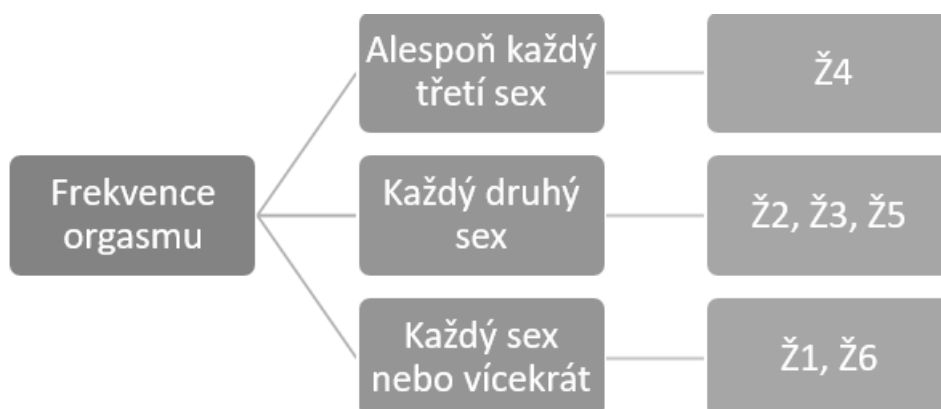 Frekvence
orgasmu
Alespoň každý
třetí sex
Ž4
Každý druhý
sex
Ž2, Ž3, Ž5
Každý sex
nebo vícekrát
Ž1, Ž6